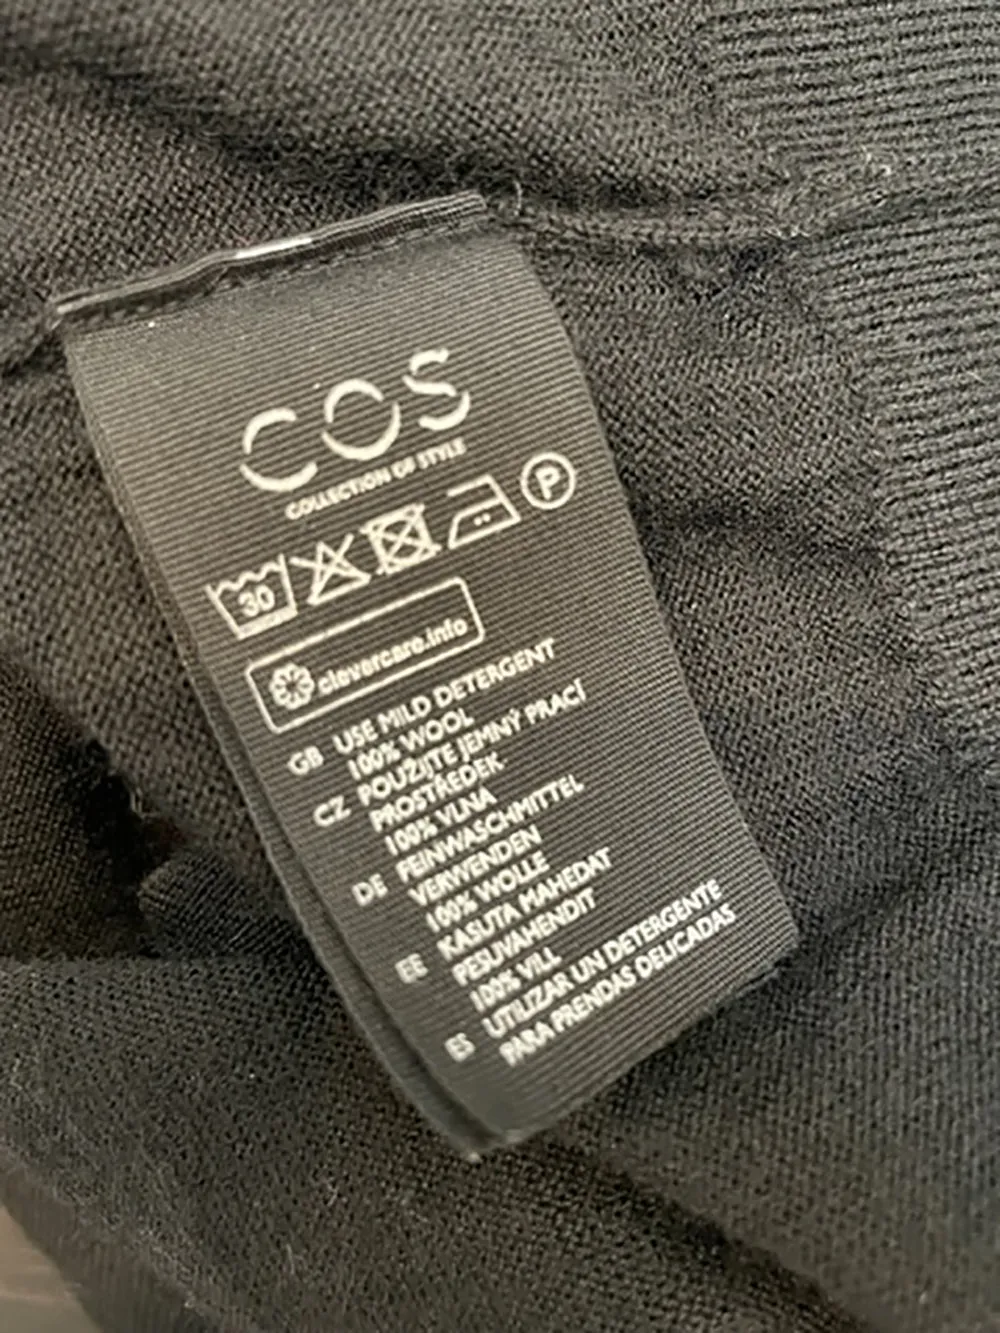 COS
COLLECTION OF STYLE
30
P
clevercare.info
GB USE MILD DETERGENT
100% WOOL
CZ POUŽIJTE JEMNÝ PRACÍ
PROSTŘEDEK
100% VLNA
DE FEINWASCHMITTEL
VERWENDEN
100% WOLLE
EE KASUTA MAHEDAT
PESUVAHENDIT
100% VILL
ES UTILIZAR UN DETERGENTE
PARA PRENDAS DELICADAS